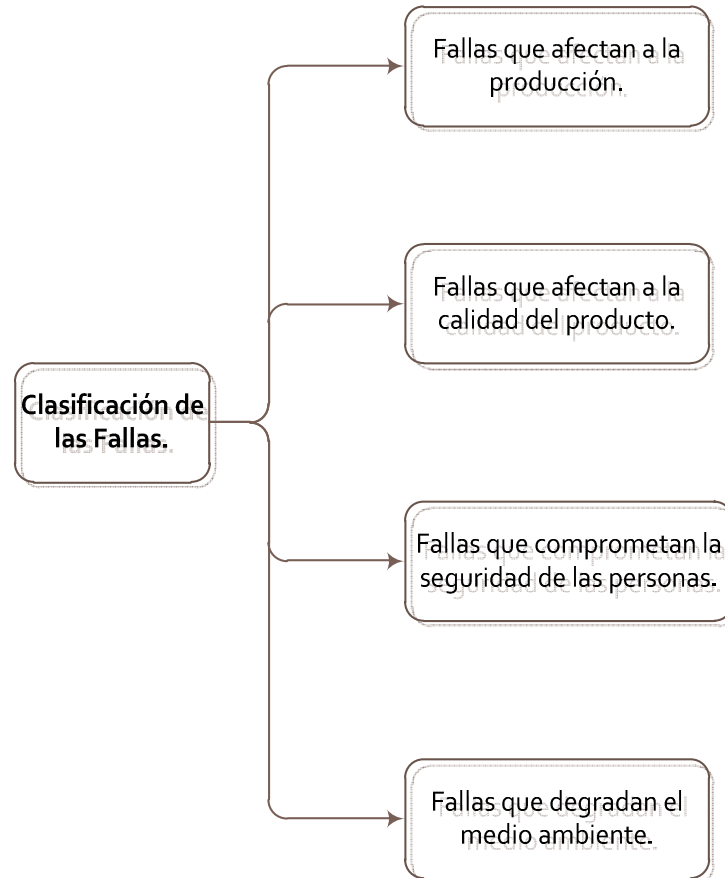 Fallas que afectan a la
producción.
Fallas que afectan a la
calidad del producto.
Clasificación de
las Fallas.
Fallas que comprometan la
seguridad de las personas.
Fallas que degradan el
medio ambiente.